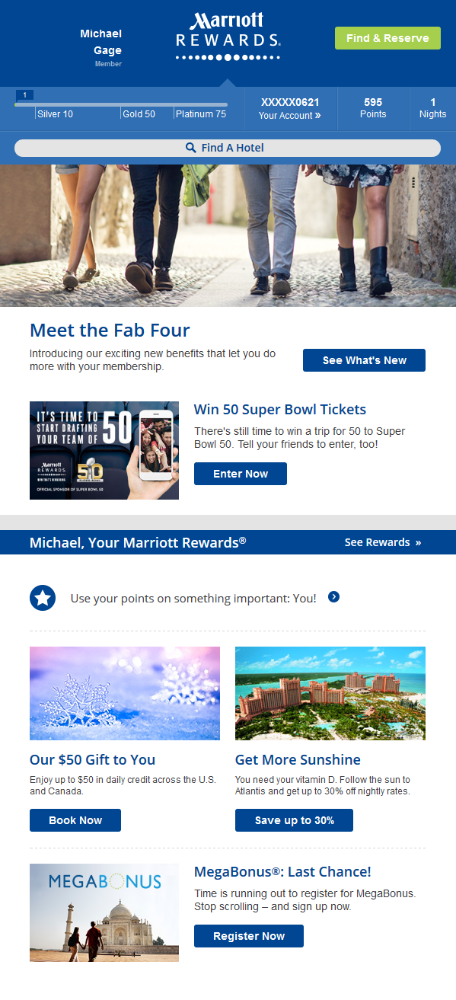 Michael
Gage
Member
Marriott
REWARDS®
Find & Reserve
1
Silver 10
Gold 50
Platinum 75
XXXXX0621
Your Account »
595
Points
1
Nights
Find A Hotel
Meet the Fab Four
Introducing our exciting new benefits that let you do
more with your membership.
See What's New
IT'S TIME TO
START DRAFTING
YOUR TEAM OF
50
Marriott
REWARDS.
NOW THAT'S REWARDING.
50
OFFICIAL SPONSOR OF SUPER BOWL 50
Win 50 Super Bowl Tickets
There's still time to win a trip for 50 to Super
Bowl 50. Tell your friends to enter, too!
Enter Now
Michael, Your Marriott Rewards®
See Rewards »
Use your points on something important: You!
Our $50 Gift to You
Enjoy up to $50 in daily credit across the U.S.
and Canada.
Book Now
Get More Sunshine
You need your vitamin D. Follow the sun to
Atlantis and get up to 30% off nightly rates.
Save up to 30%
MEGABONUS
MegaBonus®: Last Chance!
Time is running out to register for MegaBonus.
Stop scrolling – and sign up now.
Register Now